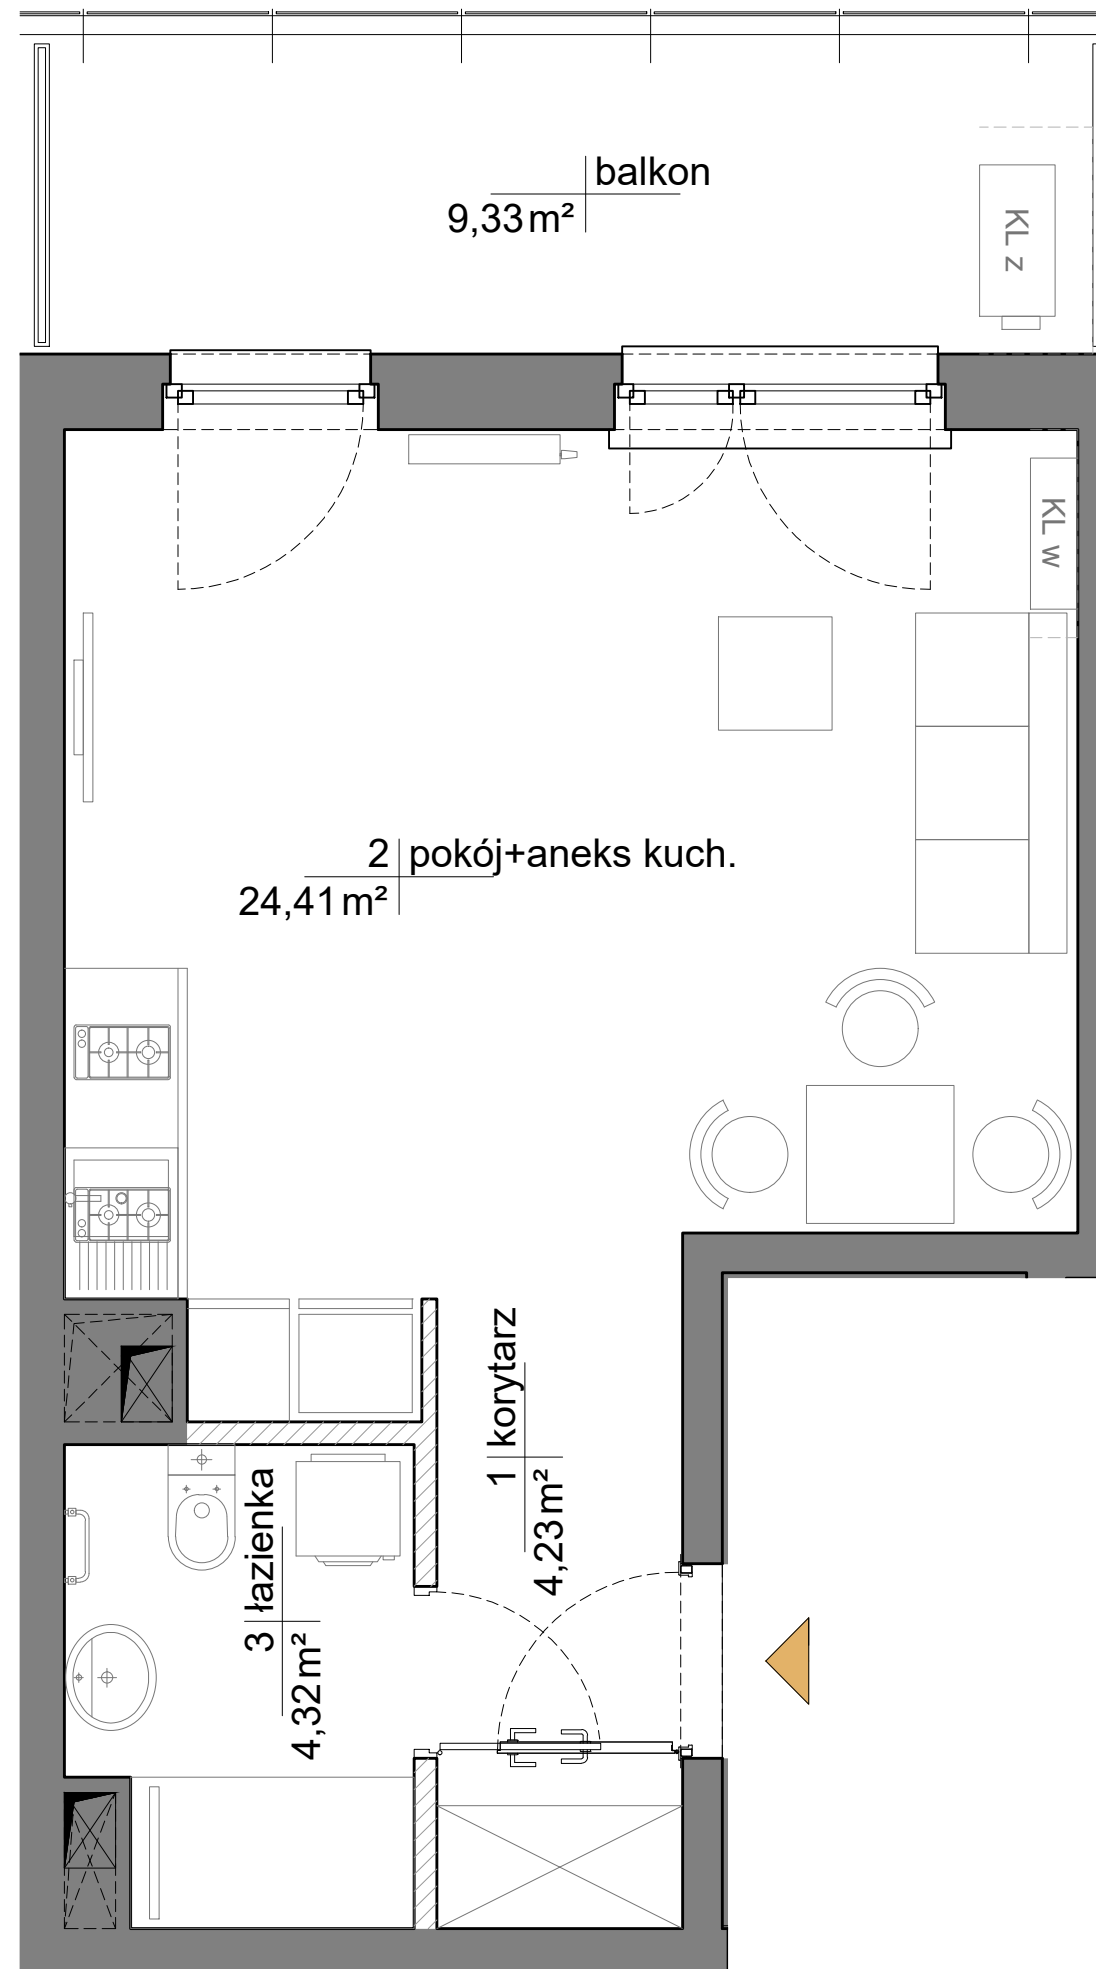 balkon
9,33 m²
KL z
KL w
2 pokój+aneks kuch.
24,41 m²
1 korytarz
4,23 m²
3 łazienka
4,32 m²